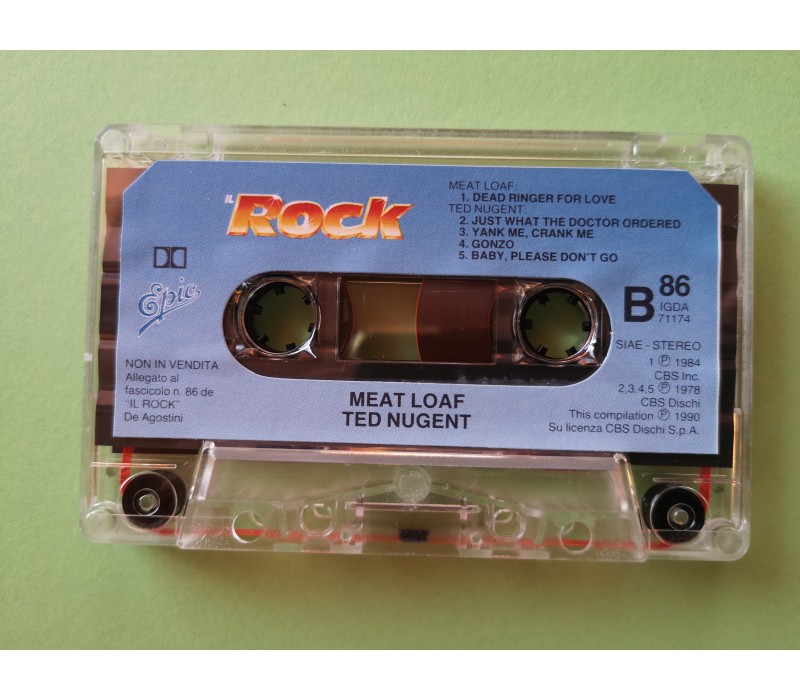 IL Rock
MEAT LOAF:
1. DEAD RINGER FOR LOVE
TED NUGENT:
2. JUST WHAT THE DOCTOR ORDERED
3. YANK ME, CRANK ME
4. GONZO
5. BABY, PLEASE DON'T GO
Epic
B 86
IGDA
71174
NON IN VENDITA
Allegato al
fascicolo n. 86 de
"IL ROCK"
De Agostini
SIAE - STEREO
1 Ⓟ 1984
CBS Inc.
2,3,4,5 Ⓟ 1978
CBS Dischi
This compilation Ⓟ 1990
Su licenza CBS Dischi S.p.A.
MEAT LOAF
TED NUGENT